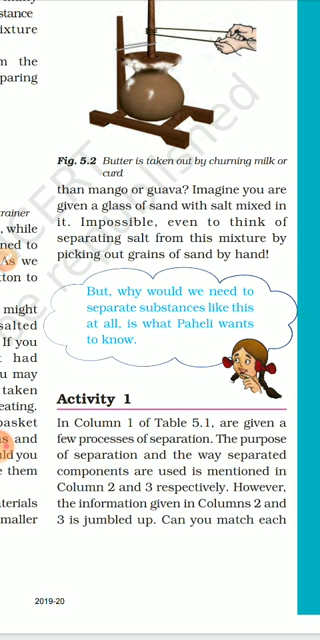 stance
ixture
m the
paring
rainer
, while
ned to
As we
tton to
might
salted
If you
t had
u may
taken
eating.
basket
as and
uld you
e them
terials
maller
Fig. 5.2 Butter is taken out by churning milk or
curd
than mango or guava? Imagine you are
given a glass of sand with salt mixed in
it. Impossible, even to think of
separating salt from this mixture by
picking out grains of sand by hand!
But, why would we need to
separate substances like this
at all, is what Paheli wants
to know.
Activity 1
In Column 1 of Table 5.1, are given a
few processes of separation. The purpose
of separation and the way separated
components are used is mentioned in
Column 2 and 3 respectively. However,
the information given in Columns 2 and
3 is jumbled up. Can you match each
2019-20